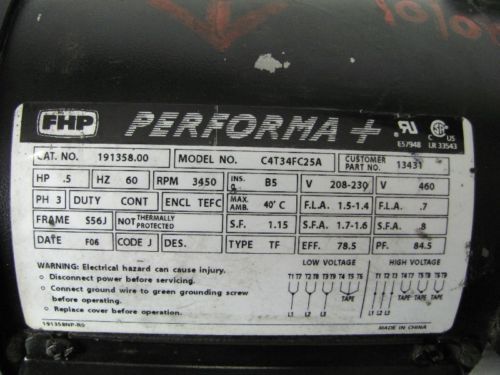 FHP PERFORMA +
E57948 C US LR 33543
CAT. NO. 191358.00 MODEL NO. C4T34FC25A CUSTOMER PART NO. 13431
HP .5 HZ 60 RPM 3450 INS. B5 V 208-230 V 460
PH 3 DUTY CONT ENCL TEFC MAX. AMB. 40°C F.L.A. 1.5-1.4 F.L.A. .7
FRAME S56J NOT THERMALLY PROTECTED S.F. 1.15 S.F.A. 1.7-1.6 S.F.A. .8
DATE F06 CODE J DES. TYPE TF EFF. 78.5 PF. 84.5
WARNING: Electrical hazard can cause injury.
Disconnect power before servicing.
Connect ground wire to green grounding screw
before operating.
Replace cover before operation.
191358NP-R0
LOW VOLTAGE
T1 T7 T2 T8 T3 T9 T4 T5 T6
TAPE
L1 L2 L3
HIGH VOLTAGE
T1 T2 T3 T4 T7 T5 T8 T6 T9
TAPE TAPE TAPE
L1 L2 L3
MADE IN CHINA